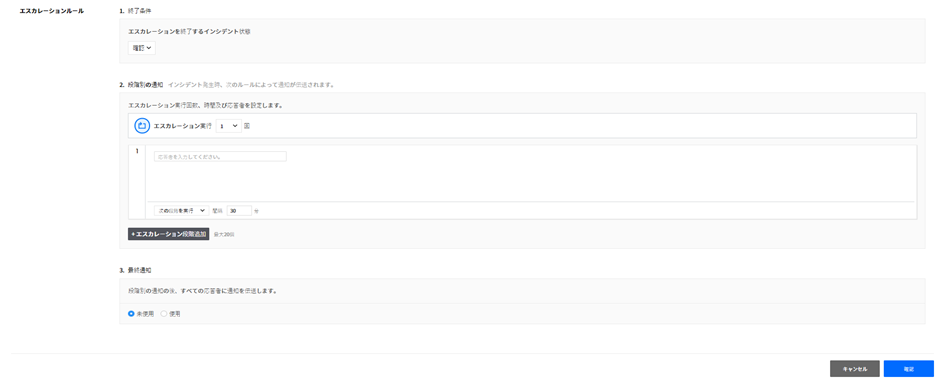 エスカレーションルール
1. 終了条件
エスカレーションを終了するインシデント状態
確認
2. 段階別の通知 インシデント発生時、次のルールによって通知が伝送されます。
エスカレーション実行回数、時間及び応答者を設定します。
エスカレーション実行 1 回
1
応答者を入力してください。
次の段階を実行 間隔 30 分
+ エスカレーション段階追加 最大20個
3. 最終通知
段階別の通知の後、すべての応答者に通知を伝送します。
未使用 使用
キャンセル 確認